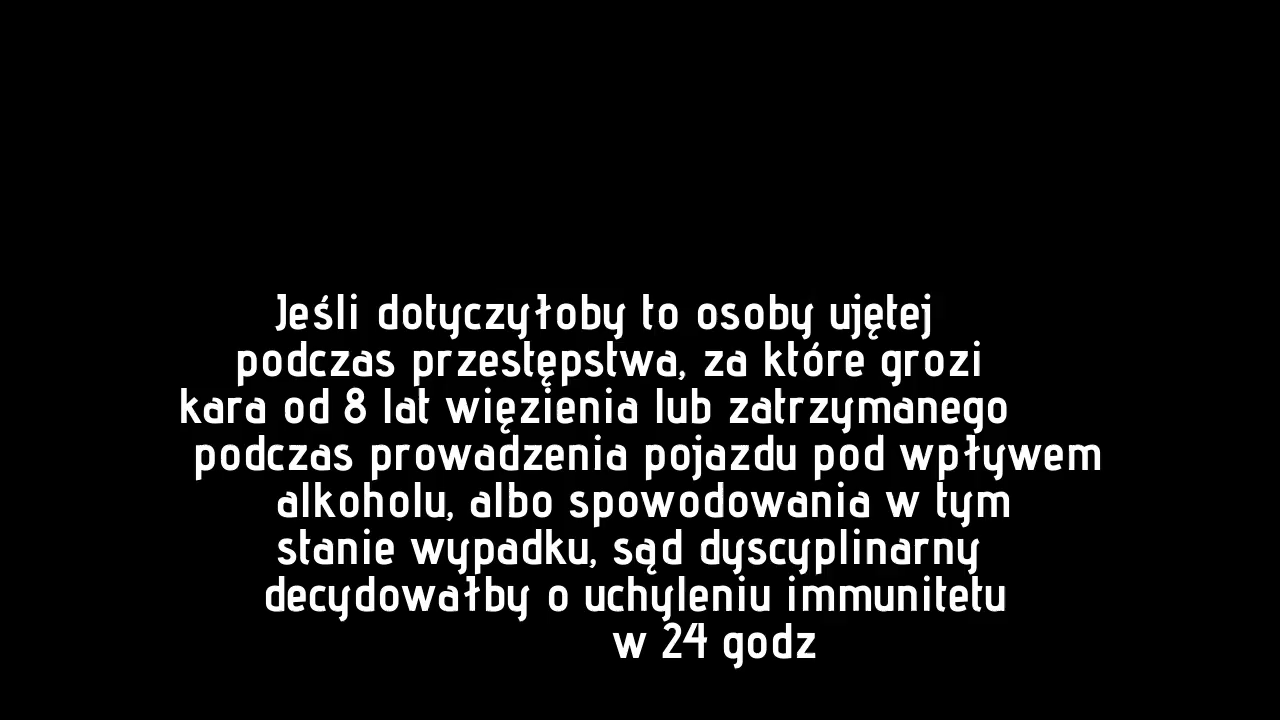 Jeśli dotyczyłoby to osoby ujętej
podczas przestępstwa, za które grozi
kara od 8 lat więzienia lub zatrzymanego
podczas prowadzenia pojazdu pod wpływem
alkoholu, albo spowodowania w tym
stanie wypadku, sąd dyscyplinarny
decydowałby o uchyleniu immunitetu
w 24 godz